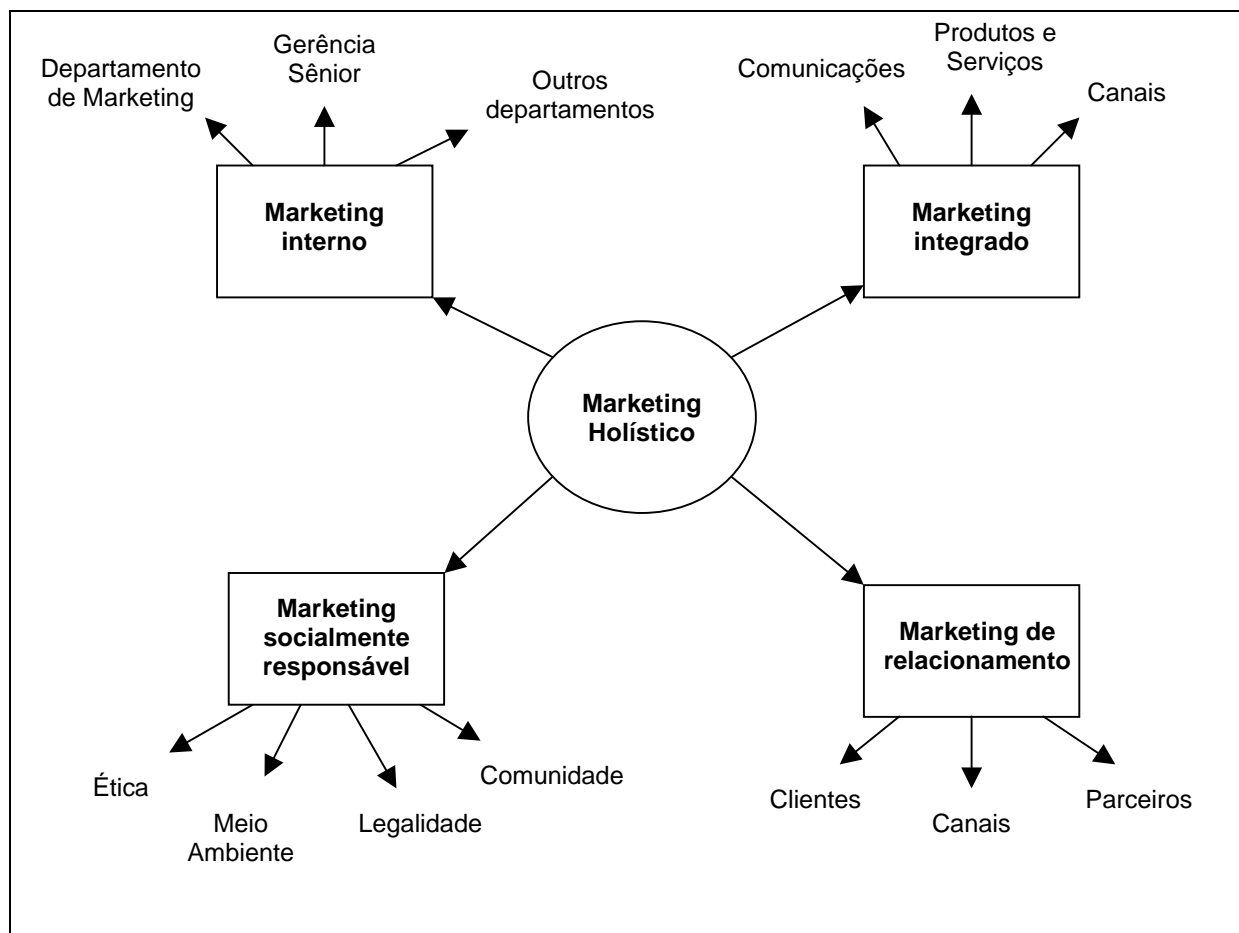 Departamento
de Marketing
Gerência
Sênior
Outros
departamentos
Marketing
interno
Comunicações
Produtos e
Serviços
Canais
Marketing
integrado
Marketing
Holístico
Marketing
socialmente
responsável
Ética
Meio
Ambiente
Legalidade
Comunidade
Marketing de
relacionamento
Clientes
Canais
Parceiros